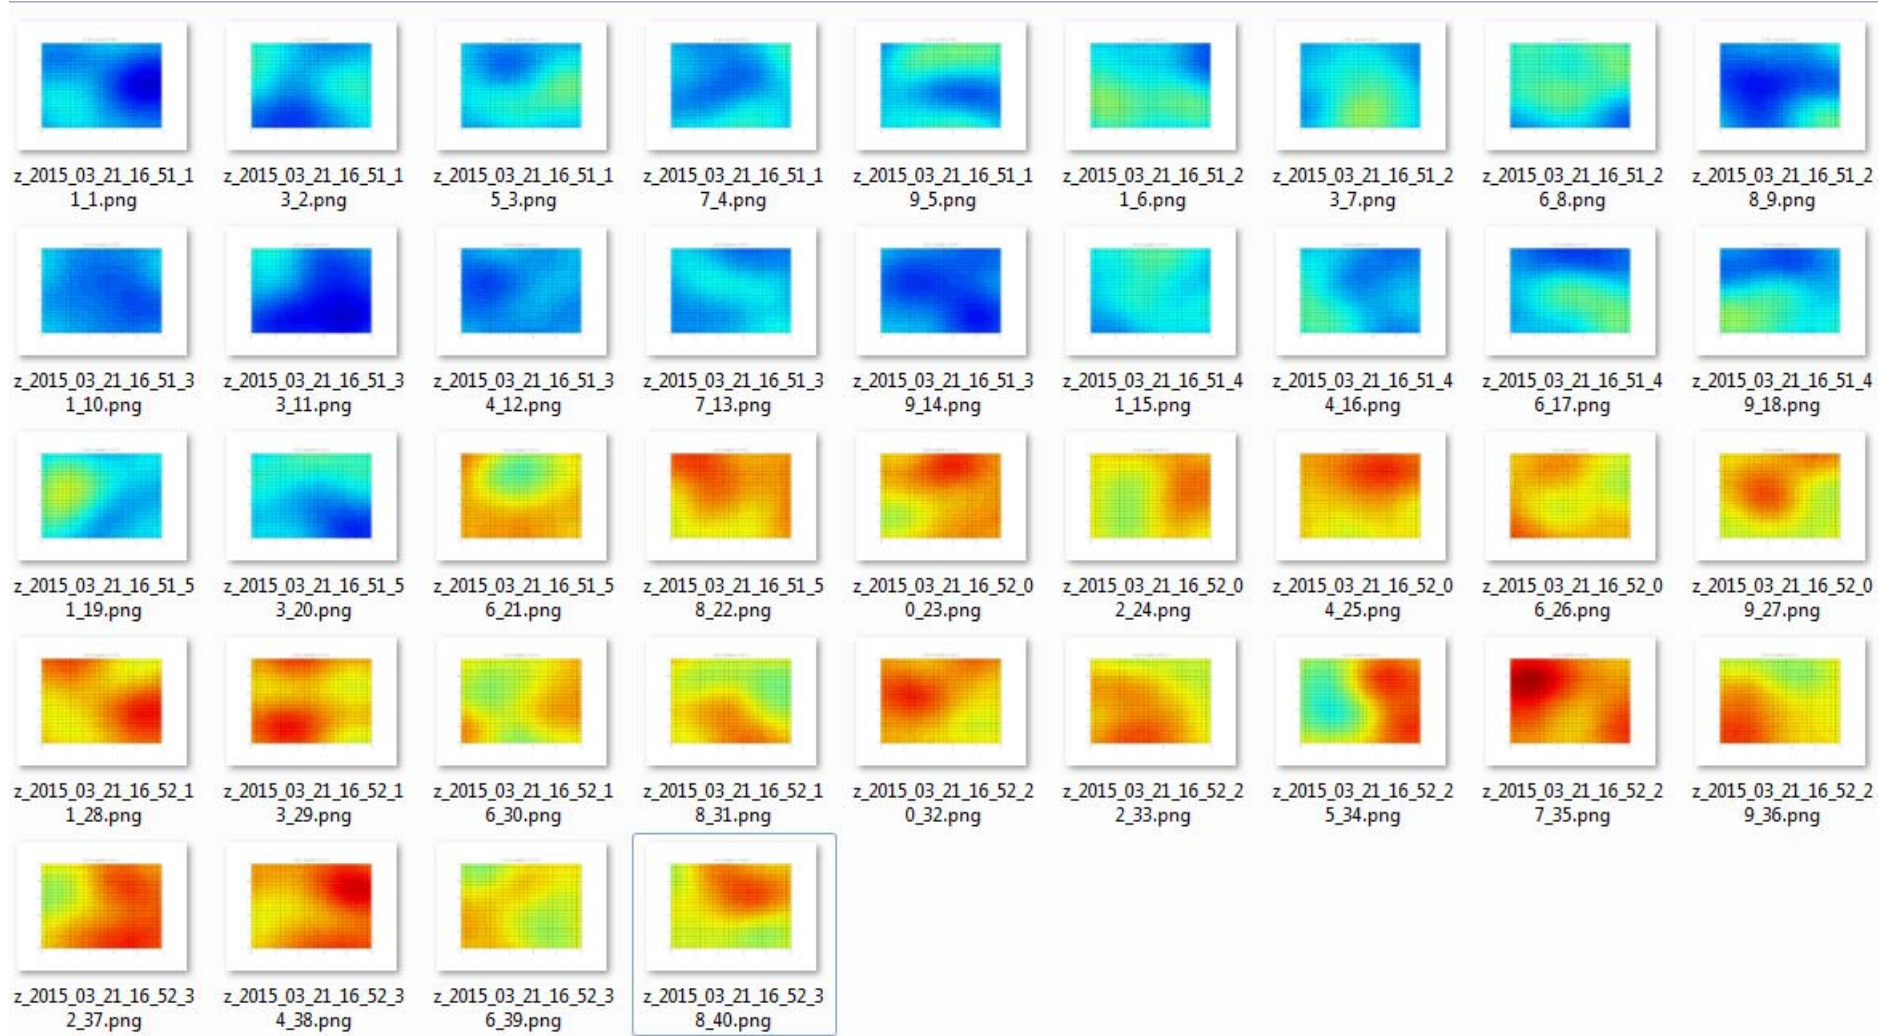 z_2015_03_21_16_51_1
1_1.png
z_2015_03_21_16_51_1
3_2.png
z_2015_03_21_16_51_1
5_3.png
z_2015_03_21_16_51_1
7_4.png
z_2015_03_21_16_51_1
9_5.png
z_2015_03_21_16_51_2
1_6.png
z_2015_03_21_16_51_2
3_7.png
z_2015_03_21_16_51_2
6_8.png
z_2015_03_21_16_51_2
8_9.png
z_2015_03_21_16_51_3
1_10.png
z_2015_03_21_16_51_3
3_11.png
z_2015_03_21_16_51_3
4_12.png
z_2015_03_21_16_51_3
7_13.png
z_2015_03_21_16_51_3
9_14.png
z_2015_03_21_16_51_4
1_15.png
z_2015_03_21_16_51_4
4_16.png
z_2015_03_21_16_51_4
6_17.png
z_2015_03_21_16_51_4
9_18.png
z_2015_03_21_16_51_5
1_19.png
z_2015_03_21_16_51_5
3_20.png
z_2015_03_21_16_51_5
6_21.png
z_2015_03_21_16_51_5
8_22.png
z_2015_03_21_16_52_0
0_23.png
z_2015_03_21_16_52_0
2_24.png
z_2015_03_21_16_52_0
4_25.png
z_2015_03_21_16_52_0
6_26.png
z_2015_03_21_16_52_0
9_27.png
z_2015_03_21_16_52_1
1_28.png
z_2015_03_21_16_52_1
3_29.png
z_2015_03_21_16_52_1
6_30.png
z_2015_03_21_16_52_1
8_31.png
z_2015_03_21_16_52_2
0_32.png
z_2015_03_21_16_52_2
2_33.png
z_2015_03_21_16_52_2
5_34.png
z_2015_03_21_16_52_2
7_35.png
z_2015_03_21_16_52_2
9_36.png
z_2015_03_21_16_52_3
2_37.png
z_2015_03_21_16_52_3
4_38.png
z_2015_03_21_16_52_3
6_39.png
z_2015_03_21_16_52_3
8_40.png